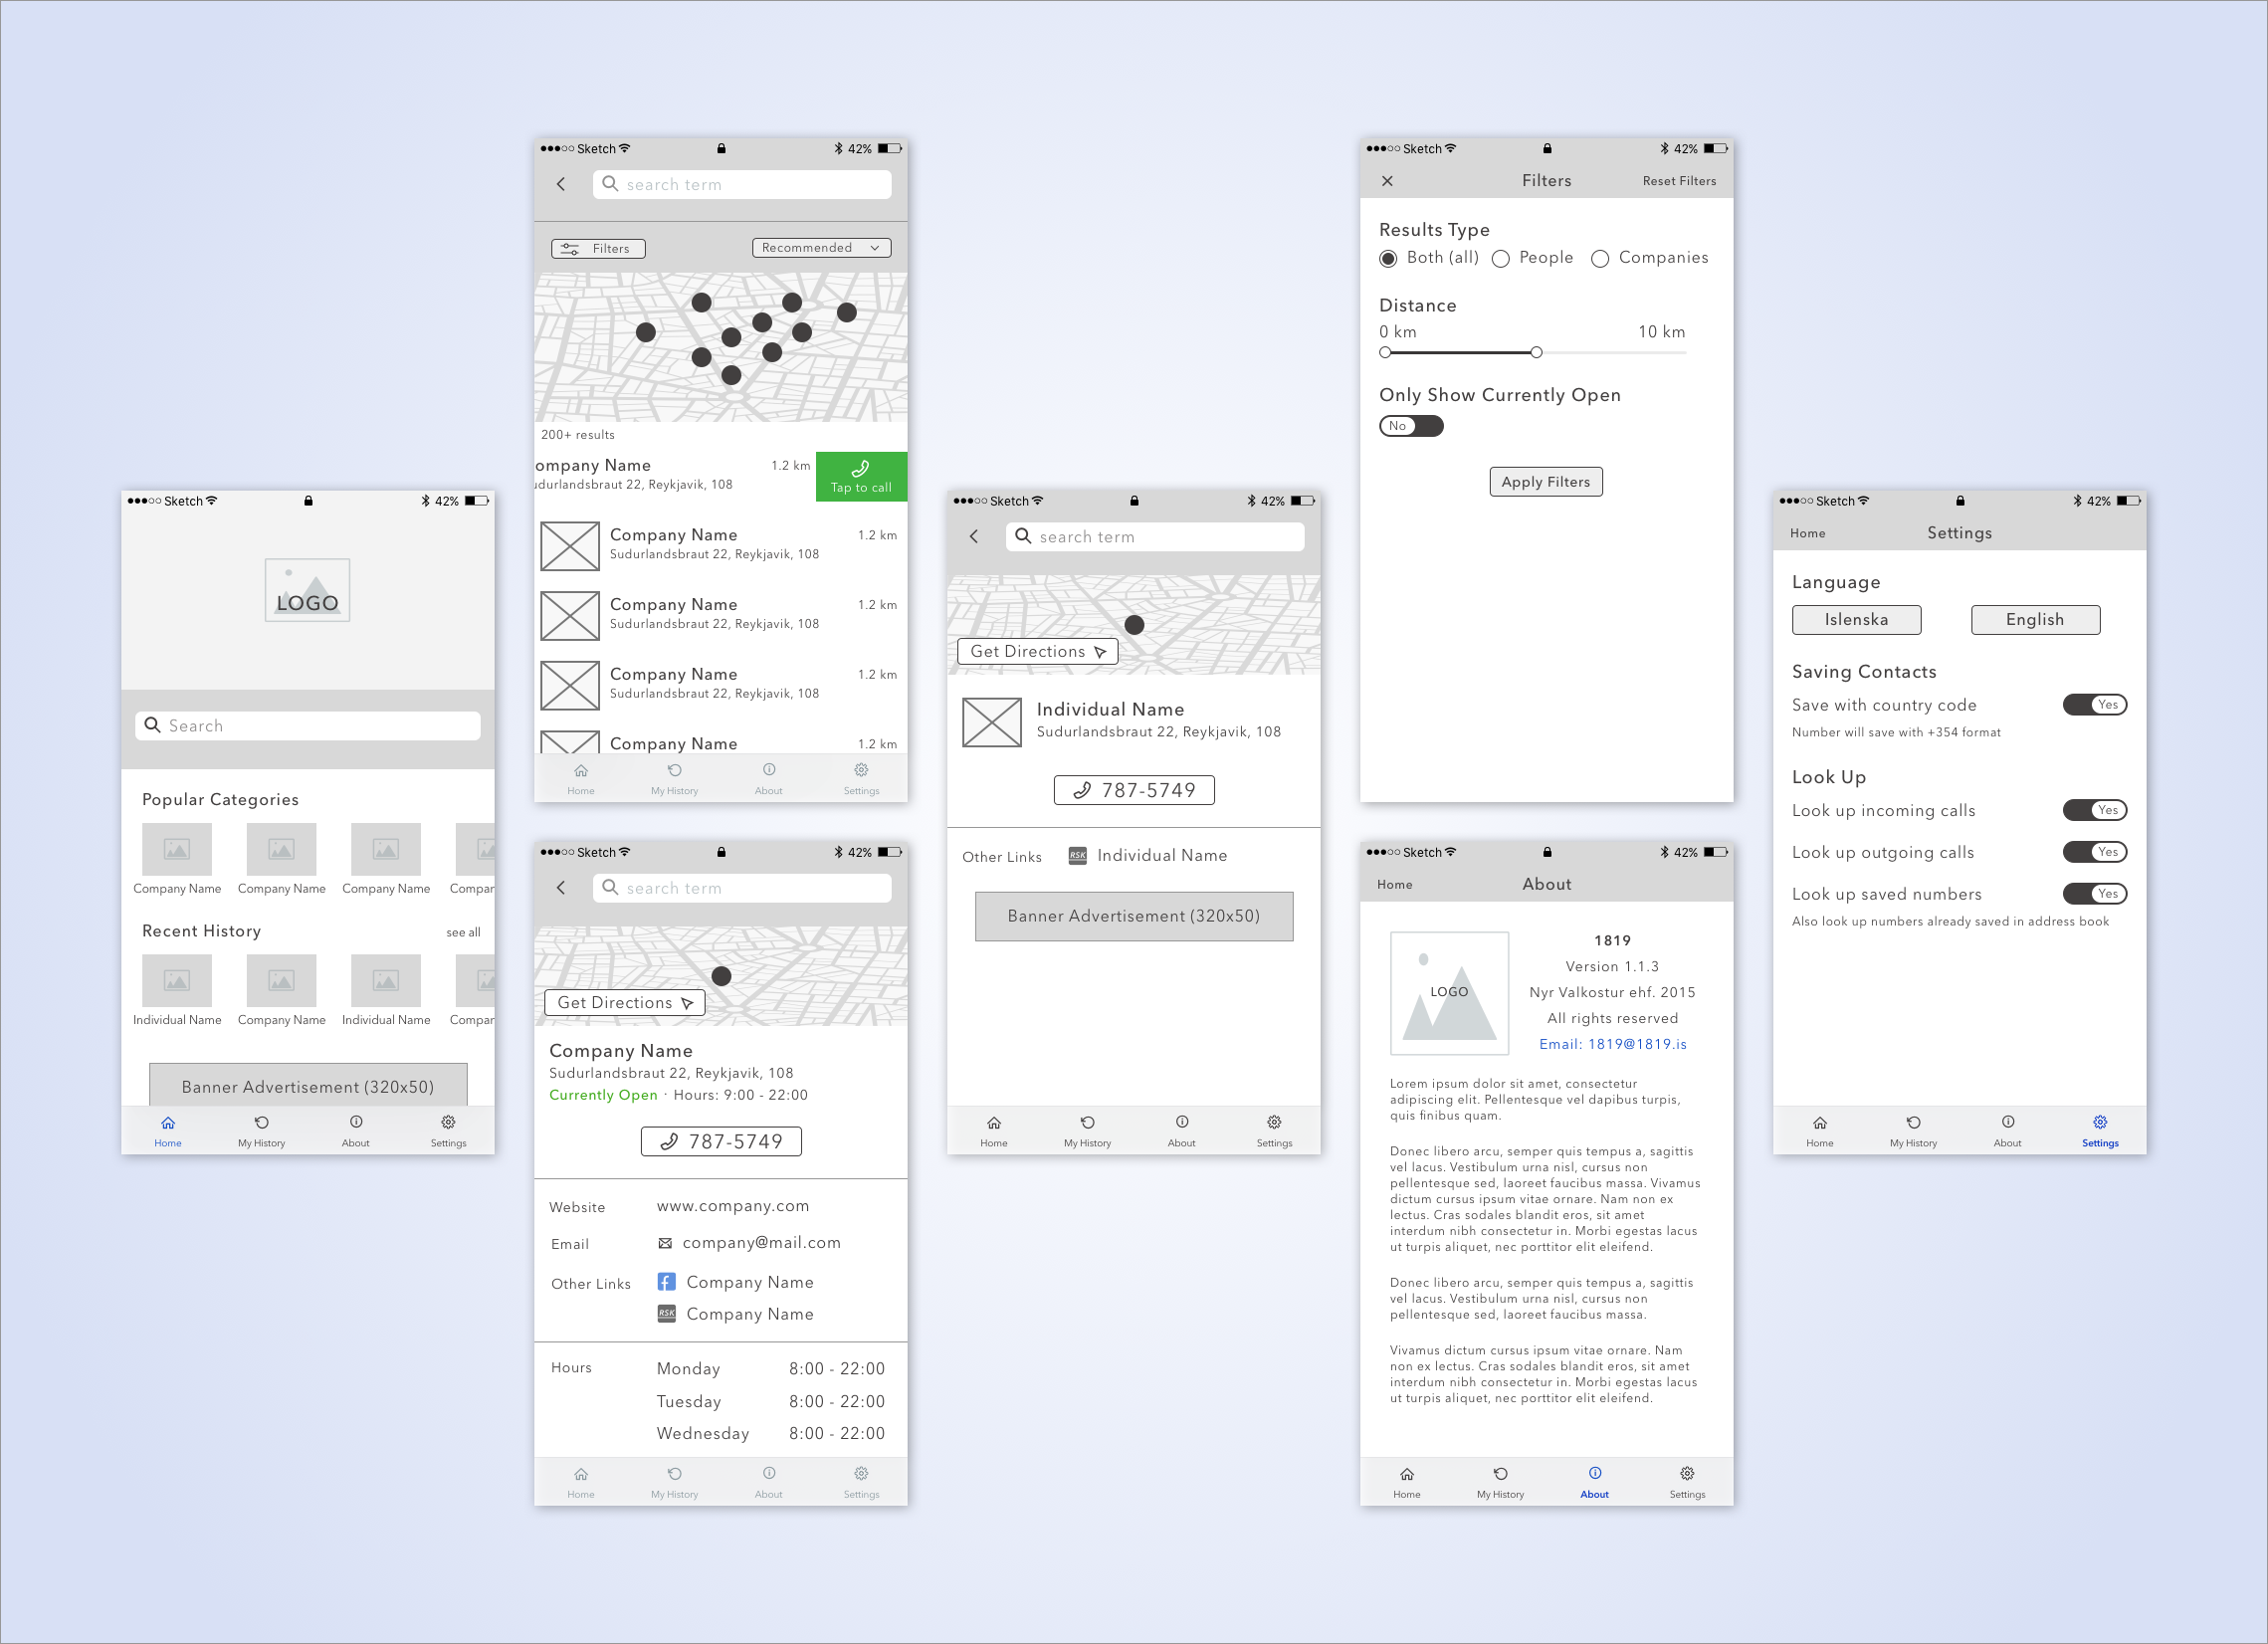 Sketch 42%
LOGO
Search
Popular Categories
Company Name Company Name Company Name Compan
Recent History see all
Individual Name Company Name Individual Name Compan
Banner Advertisement (320x50)
Home My History About Settings
Sketch 42%
search term
Filters Recommended
200+ results
ompany Name 1.2 km
udurlandsbraut 22, Reykjavik, 108
Tap to call
Company Name 1.2 km
Sudurlandsbraut 22, Reykjavik, 108
Company Name 1.2 km
Sudurlandsbraut 22, Reykjavik, 108
Company Name 1.2 km
Sudurlandsbraut 22, Reykjavik, 108
Company Name 1.2 km
Home My History About Settings
Sketch 42%
search term
Get Directions
Company Name
Sudurlandsbraut 22, Reykjavik, 108
Currently Open · Hours: 9:00 - 22:00
787-5749
Website www.company.com
Email company@mail.com
Other Links Company Name
RSK Company Name
Hours Monday 8:00 - 22:00
Tuesday 8:00 - 22:00
Wednesday 8:00 - 22:00
Home My History About Settings
Sketch 42%
search term
Get Directions
Individual Name
Sudurlandsbraut 22, Reykjavik, 108
787-5749
Other Links RSK Individual Name
Banner Advertisement (320x50)
Home My History About Settings
Sketch 42%
Filters Reset Filters
Results Type
Both (all) People Companies
Distance
0 km 10 km
Only Show Currently Open
No
Apply Filters
Sketch 42%
Home About
LOGO
1819
Version 1.1.3
Nyr Valkostur ehf. 2015
All rights reserved
Email: 1819@1819.is
Lorem ipsum dolor sit amet, consectetur
adipiscing elit. Pellentesque vel dapibus turpis,
quis finibus quam.
Donec libero arcu, semper quis tempus a, sagittis
vel lacus. Vestibulum urna nisl, cursus non
pellentesque sed, laoreet faucibus massa. Vivamus
dictum cursus ipsum vitae ornare. Nam non ex
lectus. Cras sodales blandit eros, sit amet
interdum nibh consectetur in. Morbi egestas lacus
ut turpis aliquet, nec porttitor elit eleifend.
Donec libero arcu, semper quis tempus a, sagittis
vel lacus. Vestibulum urna nisl, cursus non
pellentesque sed, laoreet faucibus massa.
Vivamus dictum cursus ipsum vitae ornare. Nam
non ex lectus. Cras sodales blandit eros, sit amet
interdum nibh consectetur in. Morbi egestas lacus
ut turpis aliquet, nec porttitor elit eleifend.
Home My History About Settings
Sketch 42%
Home Settings
Language
Islenska English
Saving Contacts
Save with country code Yes
Number will save with +354 format
Look Up
Look up incoming calls Yes
Look up outgoing calls Yes
Look up saved numbers Yes
Also look up numbers already saved in address book
Home My History About Settings